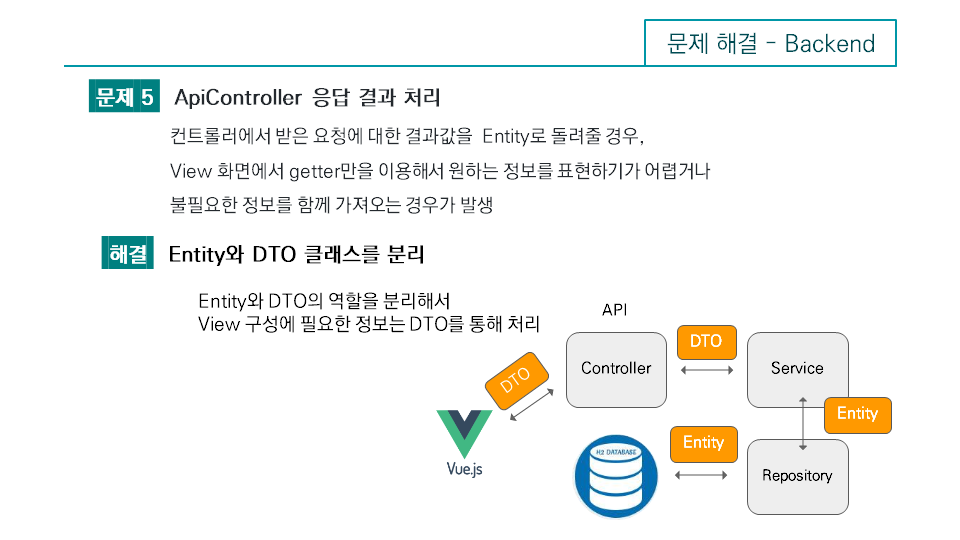 문제 해결 - Backend
문제 5 ApiController 응답 결과 처리
컨트롤러에서 받은 요청에 대한 결과값을 Entity로 돌려줄 경우,
View 화면에서 getter만을 이용해서 원하는 정보를 표현하기가 어렵거나
불필요한 정보를 함께 가져오는 경우가 발생
해결 Entity와 DTO 클래스를 분리
Entity와 DTO의 역할을 분리해서
View 구성에 필요한 정보는 DTO를 통해 처리
API
DTO
Controller
DTO
Service
Entity
Vue.js
H2 DATABASE
Entity
Repository